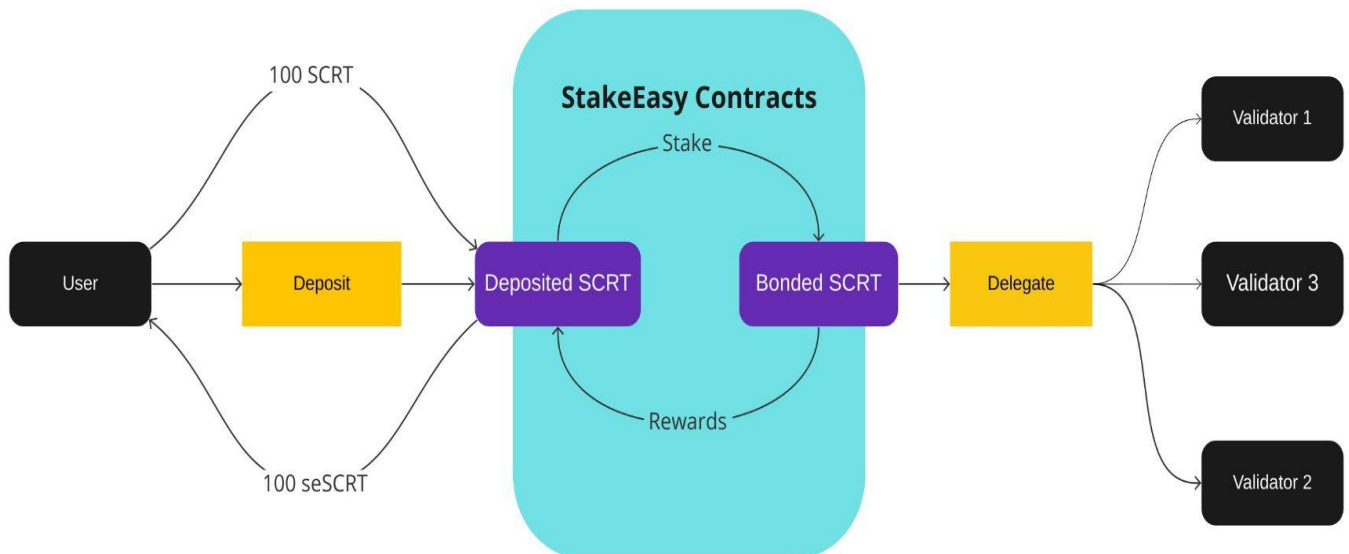 100 SCRT
StakeEasy Contracts
Stake
Validator 1
User
Deposit
Deposited SCRT
Bonded SCRT
Delegate
Validator 3
Rewards
100 seSCRT
Validator 2